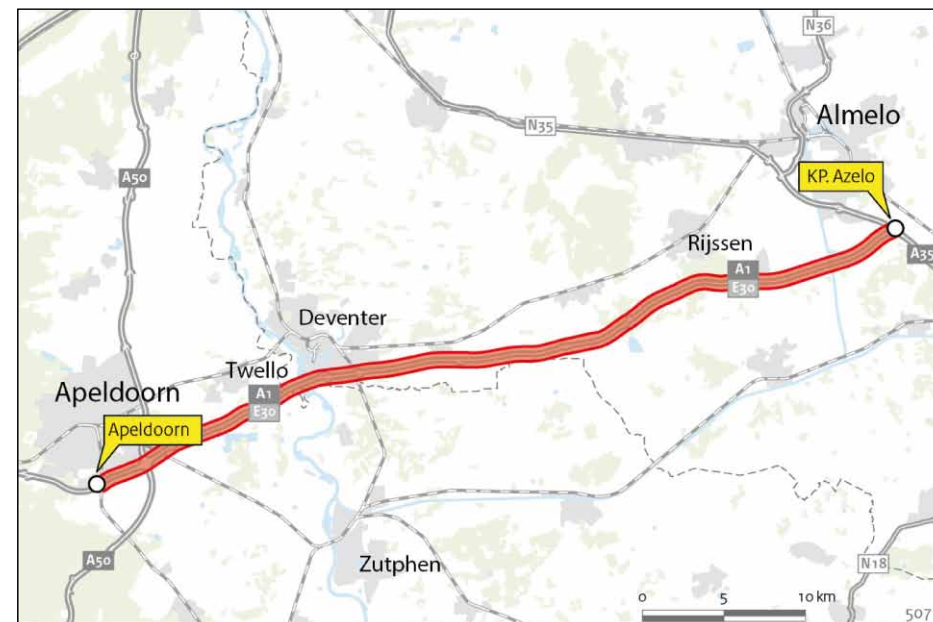 N36
Almelo
N35
A50
KP. Azelo
Rijssen
A35
A1
E30
Deventer
Twello
Apeldoorn
A1
E30
Apeldoorn
A50
Zutphen
N18
0 5 10 km
507